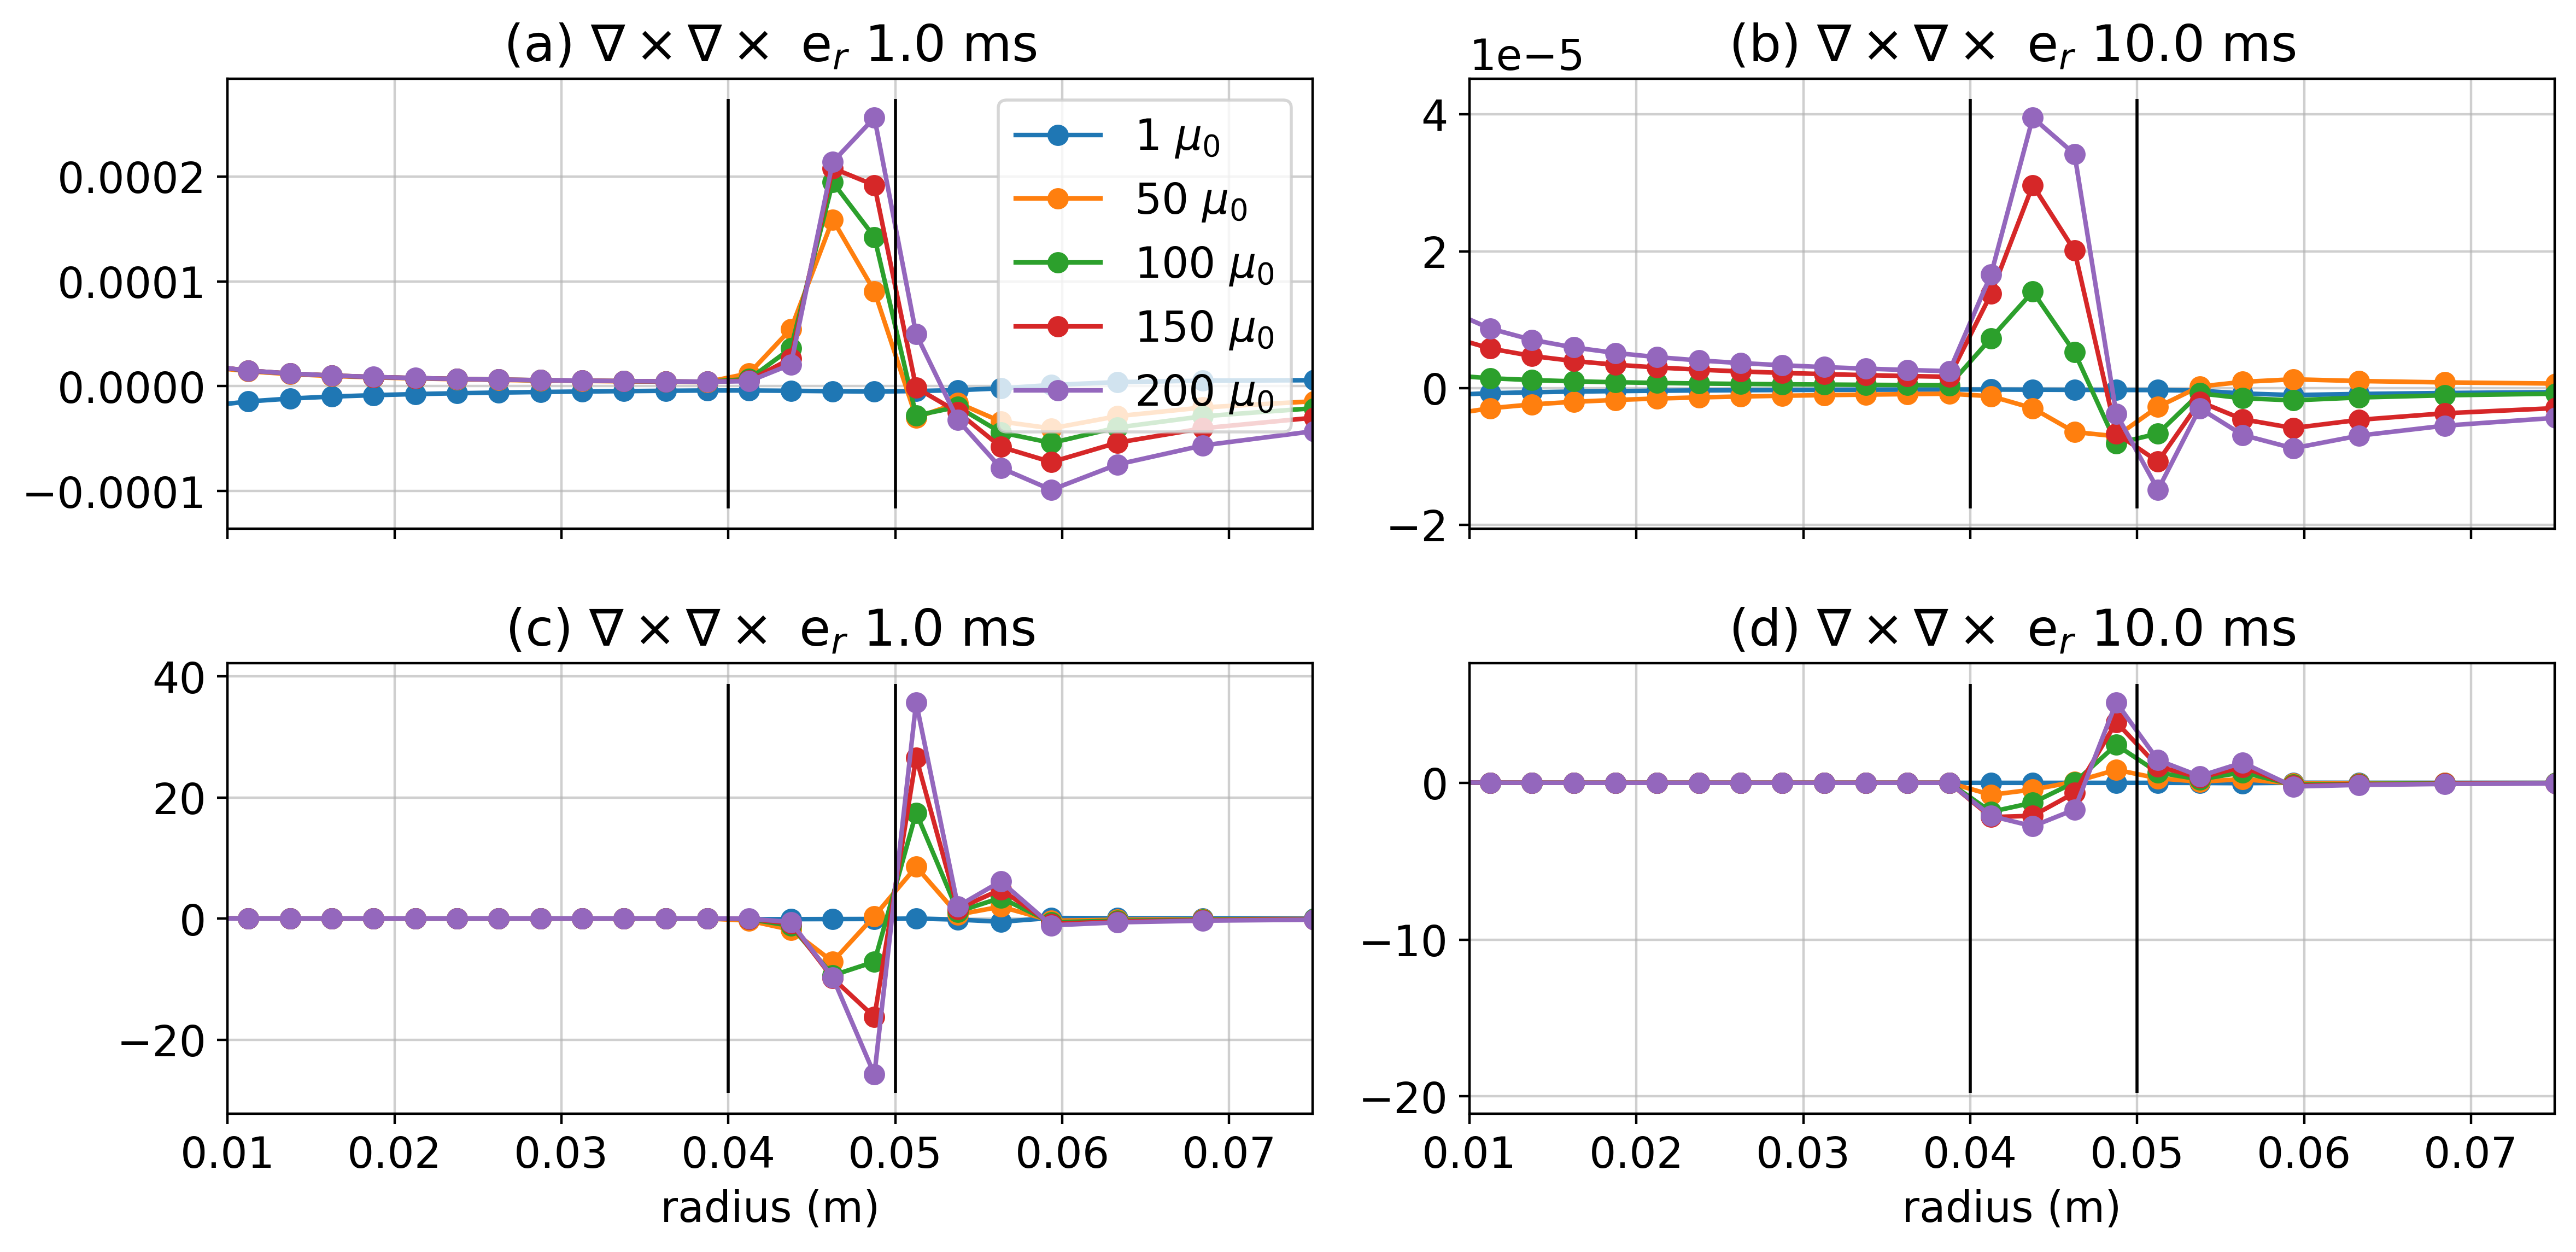 (a) ∇ × ∇ × e_r 1.0 ms
0.0002
0.0001
0.0000
−0.0001
1 μ₀
50 μ₀
100 μ₀
150 μ₀
200 μ₀
(b) ∇ × ∇ × e_r 10.0 ms
1e−5
4
2
0
−2
(c) ∇ × ∇ × e_r 1.0 ms
40
20
0
−20
0.01 0.02 0.03 0.04 0.05 0.06 0.07
radius (m)
(d) ∇ × ∇ × e_r 10.0 ms
0
−10
−20
0.01 0.02 0.03 0.04 0.05 0.06 0.07
radius (m)